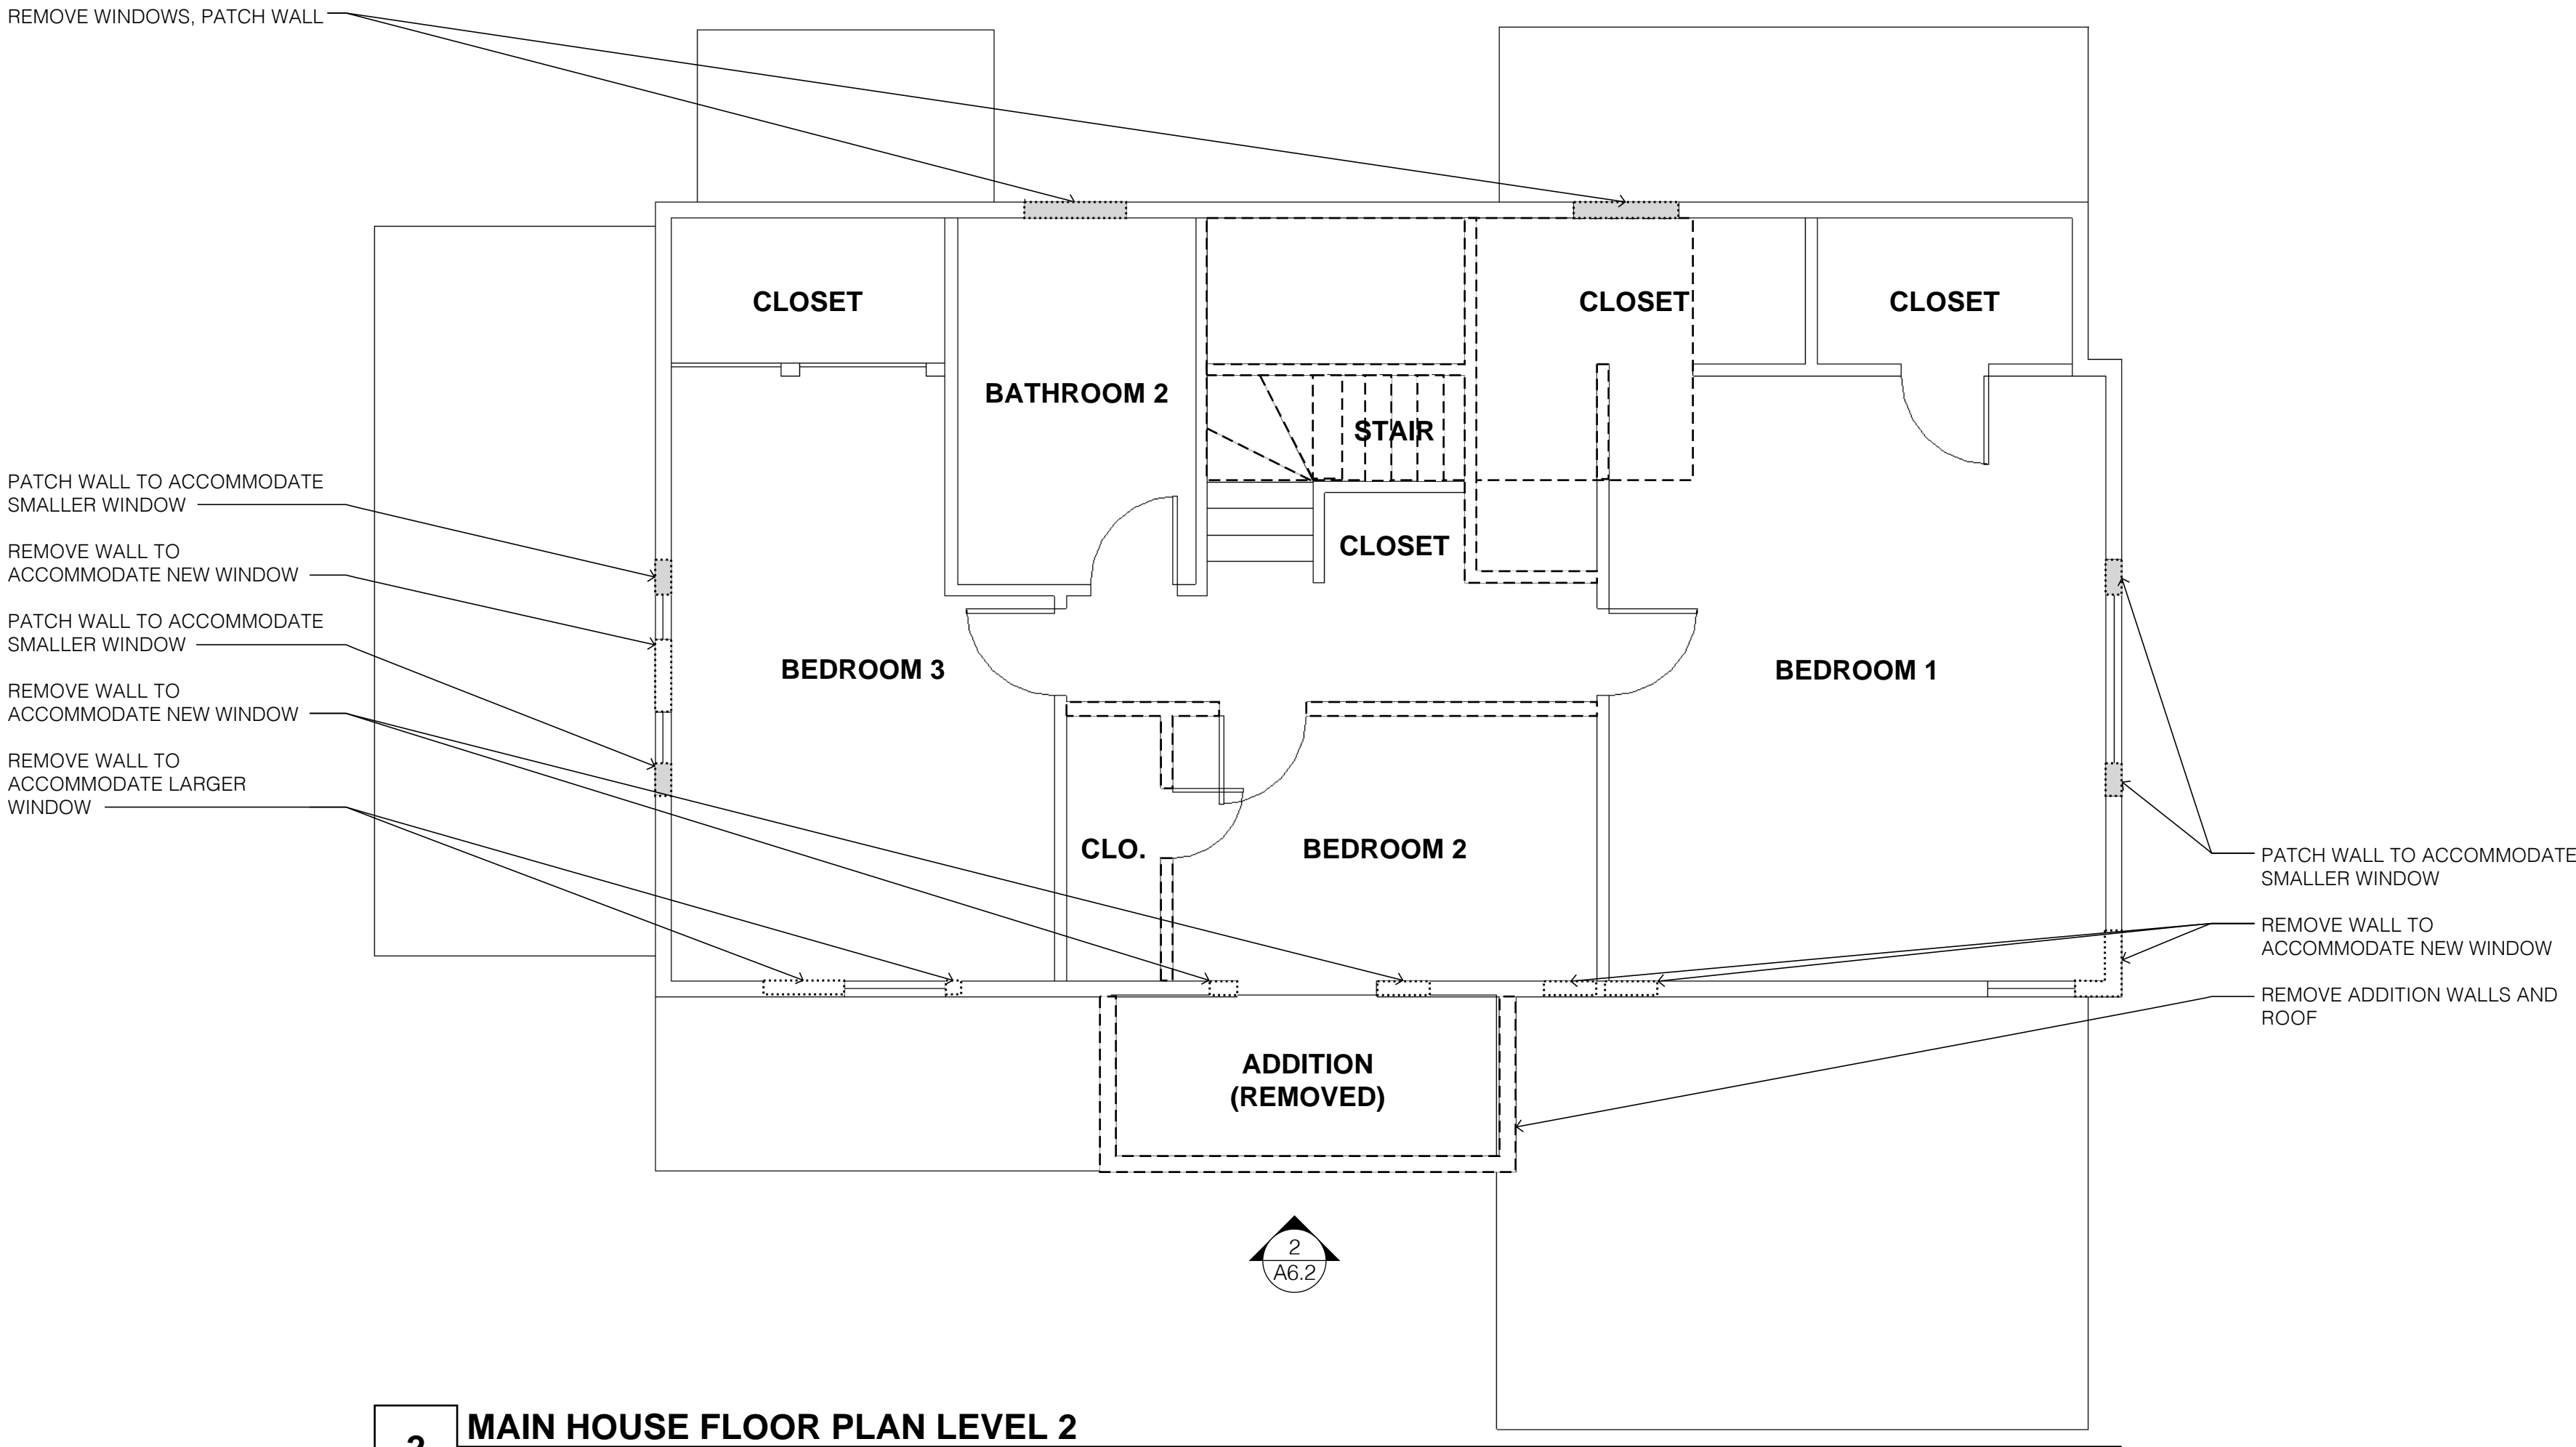 REMOVE WINDOWS, PATCH WALL
CLOSET
CLOSET
CLOSET
BATHROOM 2
STAIR
PATCH WALL TO ACCOMMODATE
SMALLER WINDOW
REMOVE WALL TO
ACCOMMODATE NEW WINDOW
PATCH WALL TO ACCOMMODATE
SMALLER WINDOW
REMOVE WALL TO
ACCOMMODATE NEW WINDOW
REMOVE WALL TO
ACCOMMODATE LARGER
WINDOW
CLOSET
BEDROOM 3
BEDROOM 1
CLO.
BEDROOM 2
PATCH WALL TO ACCOMMODATE
SMALLER WINDOW
REMOVE WALL TO
ACCOMMODATE NEW WINDOW
REMOVE ADDITION WALLS AND
ROOF
ADDITION
(REMOVED)
2
A6.2
MAIN HOUSE FLOOR PLAN LEVEL 2